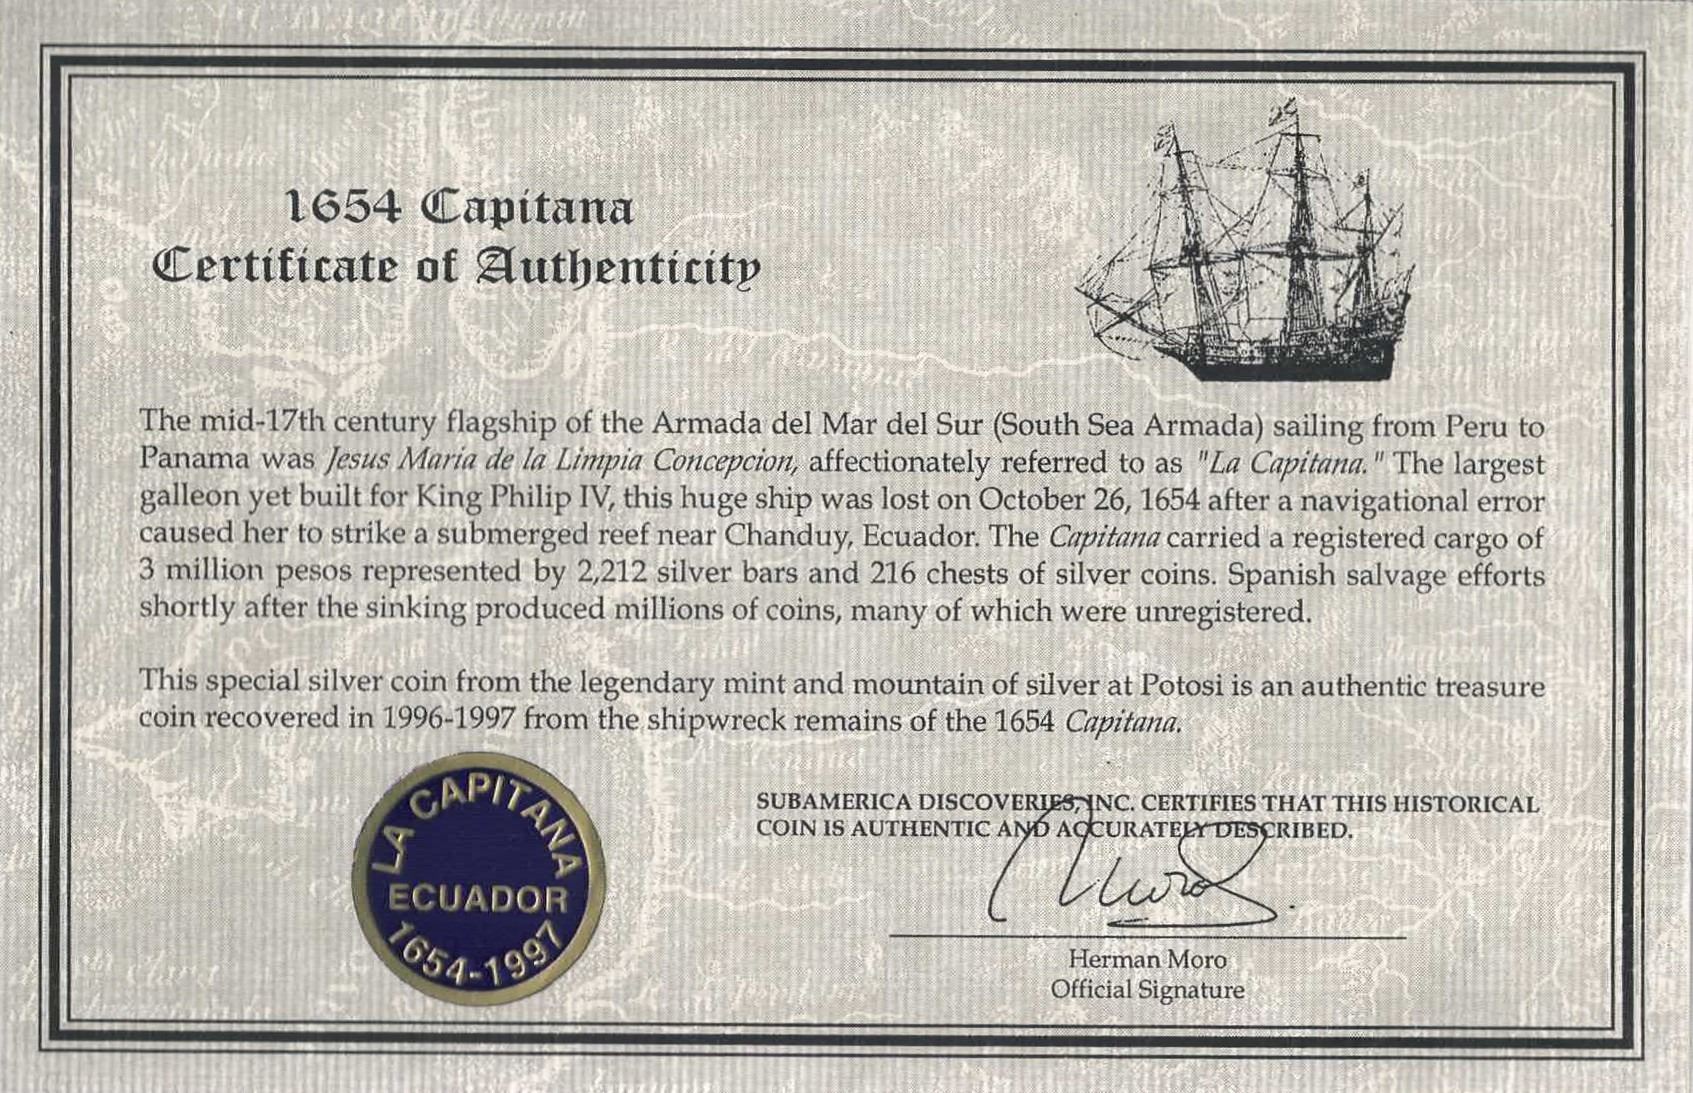 1654 Capitana
Certificate of Authenticity
The mid-17th century flagship of the Armada del Mar del Sur (South Sea Armada) sailing from Peru to
Panama was Jesus Maria de la Limpia Concepcion, affectionately referred to as "La Capitana." The largest
galleon yet built for King Philip IV, this huge ship was lost on October 26, 1654 after a navigational error
caused her to strike a submerged reef near Chanduy, Ecuador. The Capitana carried a registered cargo of
3 million pesos represented by 2,212 silver bars and 216 chests of silver coins. Spanish salvage efforts
shortly after the sinking produced millions of coins, many of which were unregistered.
This special silver coin from the legendary mint and mountain of silver at Potosi is an authentic treasure
coin recovered in 1996-1997 from the shipwreck remains of the 1654 Capitana.
LA CAPITANA
ECUADOR
1654-1997
SUBAMERICA DISCOVERIES, INC. CERTIFIES THAT THIS HISTORICAL
COIN IS AUTHENTIC AND ACCURATELY DESCRIBED.
Herman Moro
Official Signature